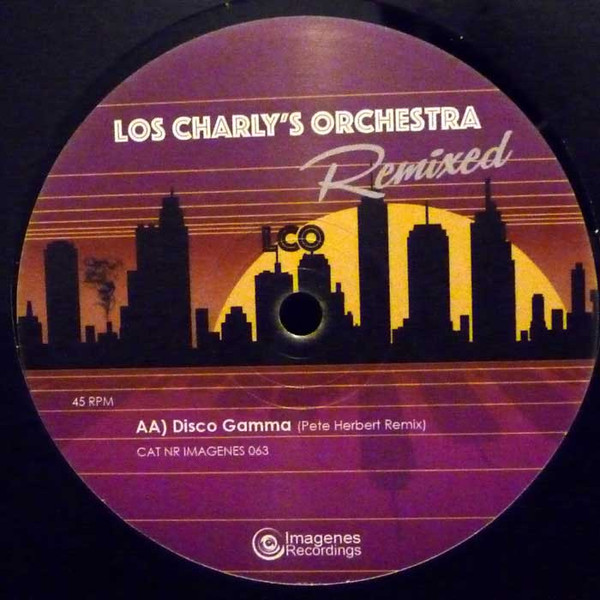 LOS CHARLY'S ORCHESTRA
Remixed
LCO
45 RPM
AA) Disco Gamma (Pete Herbert Remix)
CAT NR IMAGENES 063
Imagenes
Recordings